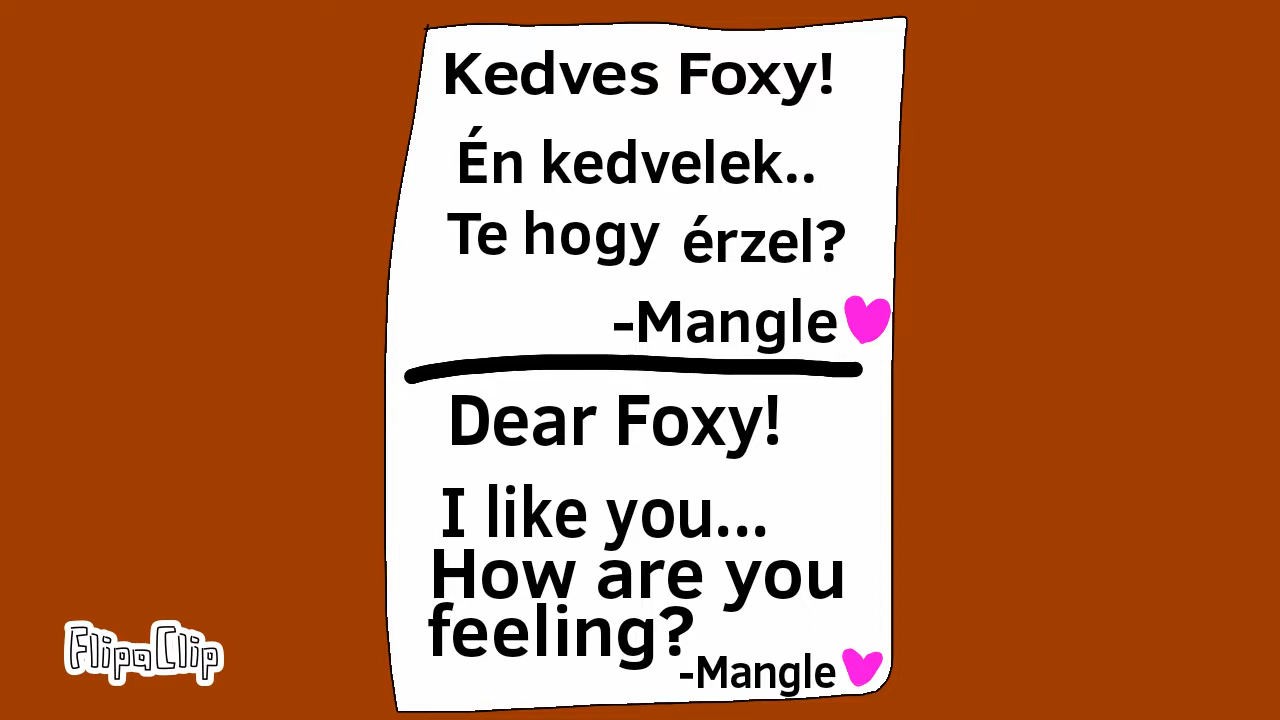 Kedves Foxy!
Én kedvelek..
Te hogy érzel?
-Mangle
Dear Foxy!
I like you...
How are you
feeling?
-Mangle
FlipaClip